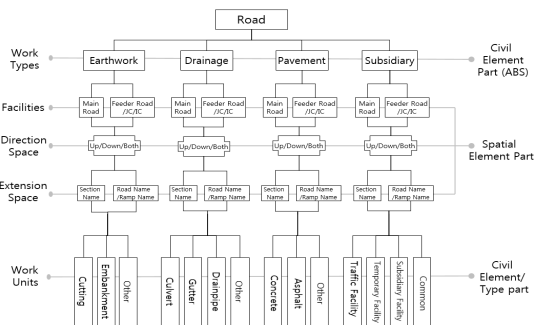 Road
Work
Types
Earthwork
Drainage
Pavement
Subsidiary
Civil
Element
Part (ABS)
Facilities
Main
Road
Feeder Road
/JC/IC
Main
Road
Feeder Road
/JC/IC
Main
Road
Feeder Road
/JC/IC
Main
Road
Feeder Road
/JC/IC
Direction
Space
Up/Down/Both
Up/Down/Both
Up/Down/Both
Up/Down/Both
Spatial
Element Part
Extension
Space
Section
Name
Road Name
/Ramp Name
Section
Name
Road Name
/Ramp Name
Section
Name
Road Name
/Ramp Name
Section
Name
Road Name
/Ramp Name
Work
Units
Cutting
Embankment
Other
Culvert
Gutter
Drainpipe
Other
Concrete
Asphalt
Other
Traffic Facility
Temporary Facility
Subsidiary Facility
Common
Civil
Element/
Type part